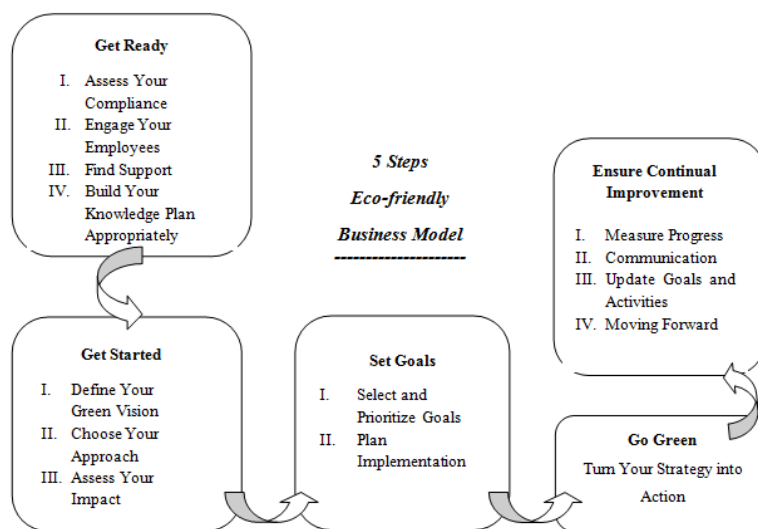 Get Ready
I. Assess Your
Compliance
II. Engage Your
Employees
III. Find Support
IV. Build Your
Knowledge Plan
Appropriately
5 Steps
Eco-friendly
Business Model
Get Started
I. Define Your
Green Vision
II. Choose Your
Approach
III. Assess Your
Impact
Set Goals
I. Select and
Prioritize Goals
II. Plan
Implementation
Go Green
Turn Your Strategy into
Action
Ensure Continual
Improvement
I. Measure Progress
II. Communication
III. Update Goals and
Activities
IV. Moving Forward